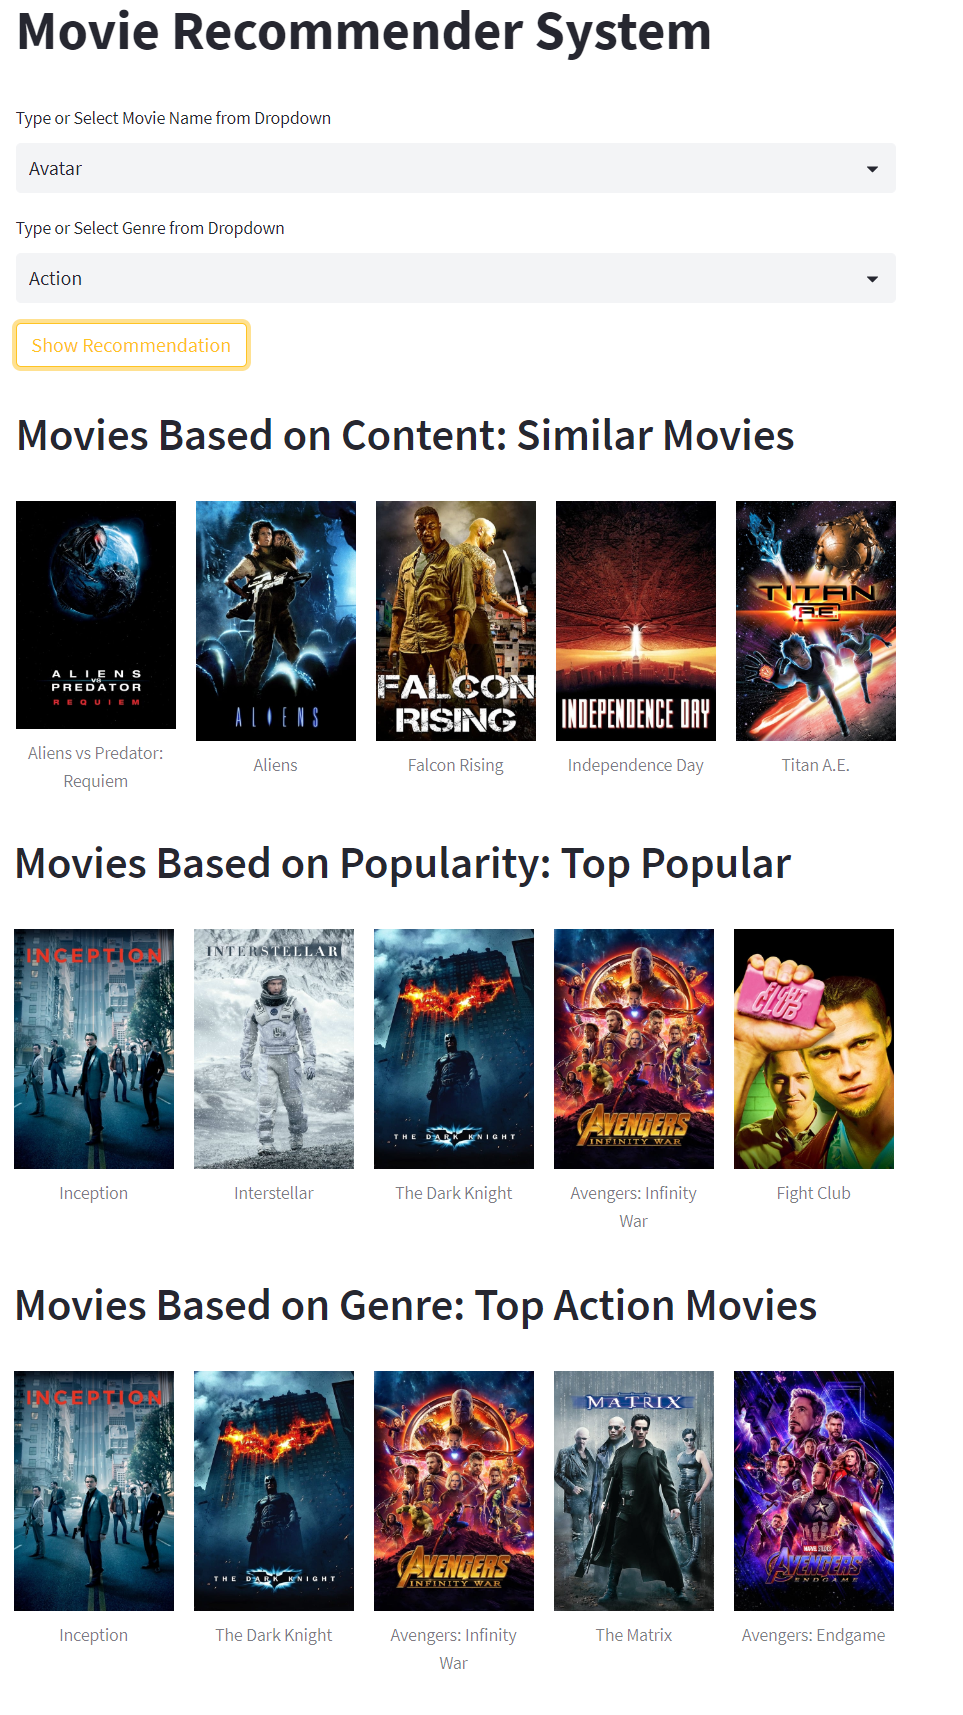 Movie Recommender System
Type or Select Movie Name from Dropdown
Avatar
Type or Select Genre from Dropdown
Action
Show Recommendation
Movies Based on Content: Similar Movies
ALIENS
VS
PREDATOR
REQUIEM
ALIENS
FALCON
RISING
INDEPENDENCE DAY
TITAN
A.E.
Aliens vs Predator:
Requiem
Aliens
Falcon Rising
Independence Day
Titan A.E.
Movies Based on Popularity: Top Popular
INCEPTION
INTERSTELLAR
THE DARK KNIGHT
AVENGERS
INFINITY WAR
FIGHT
CLUB
Inception
Interstellar
The Dark Knight
Avengers: Infinity
War
Fight Club
Movies Based on Genre: Top Action Movies
INCEPTION
THE DARK KNIGHT
AVENGERS
INFINITY WAR
MATRIX
MARVEL STUDIOS
AVENGERS
ENDGAME
Inception
The Dark Knight
Avengers: Infinity
War
The Matrix
Avengers: Endgame